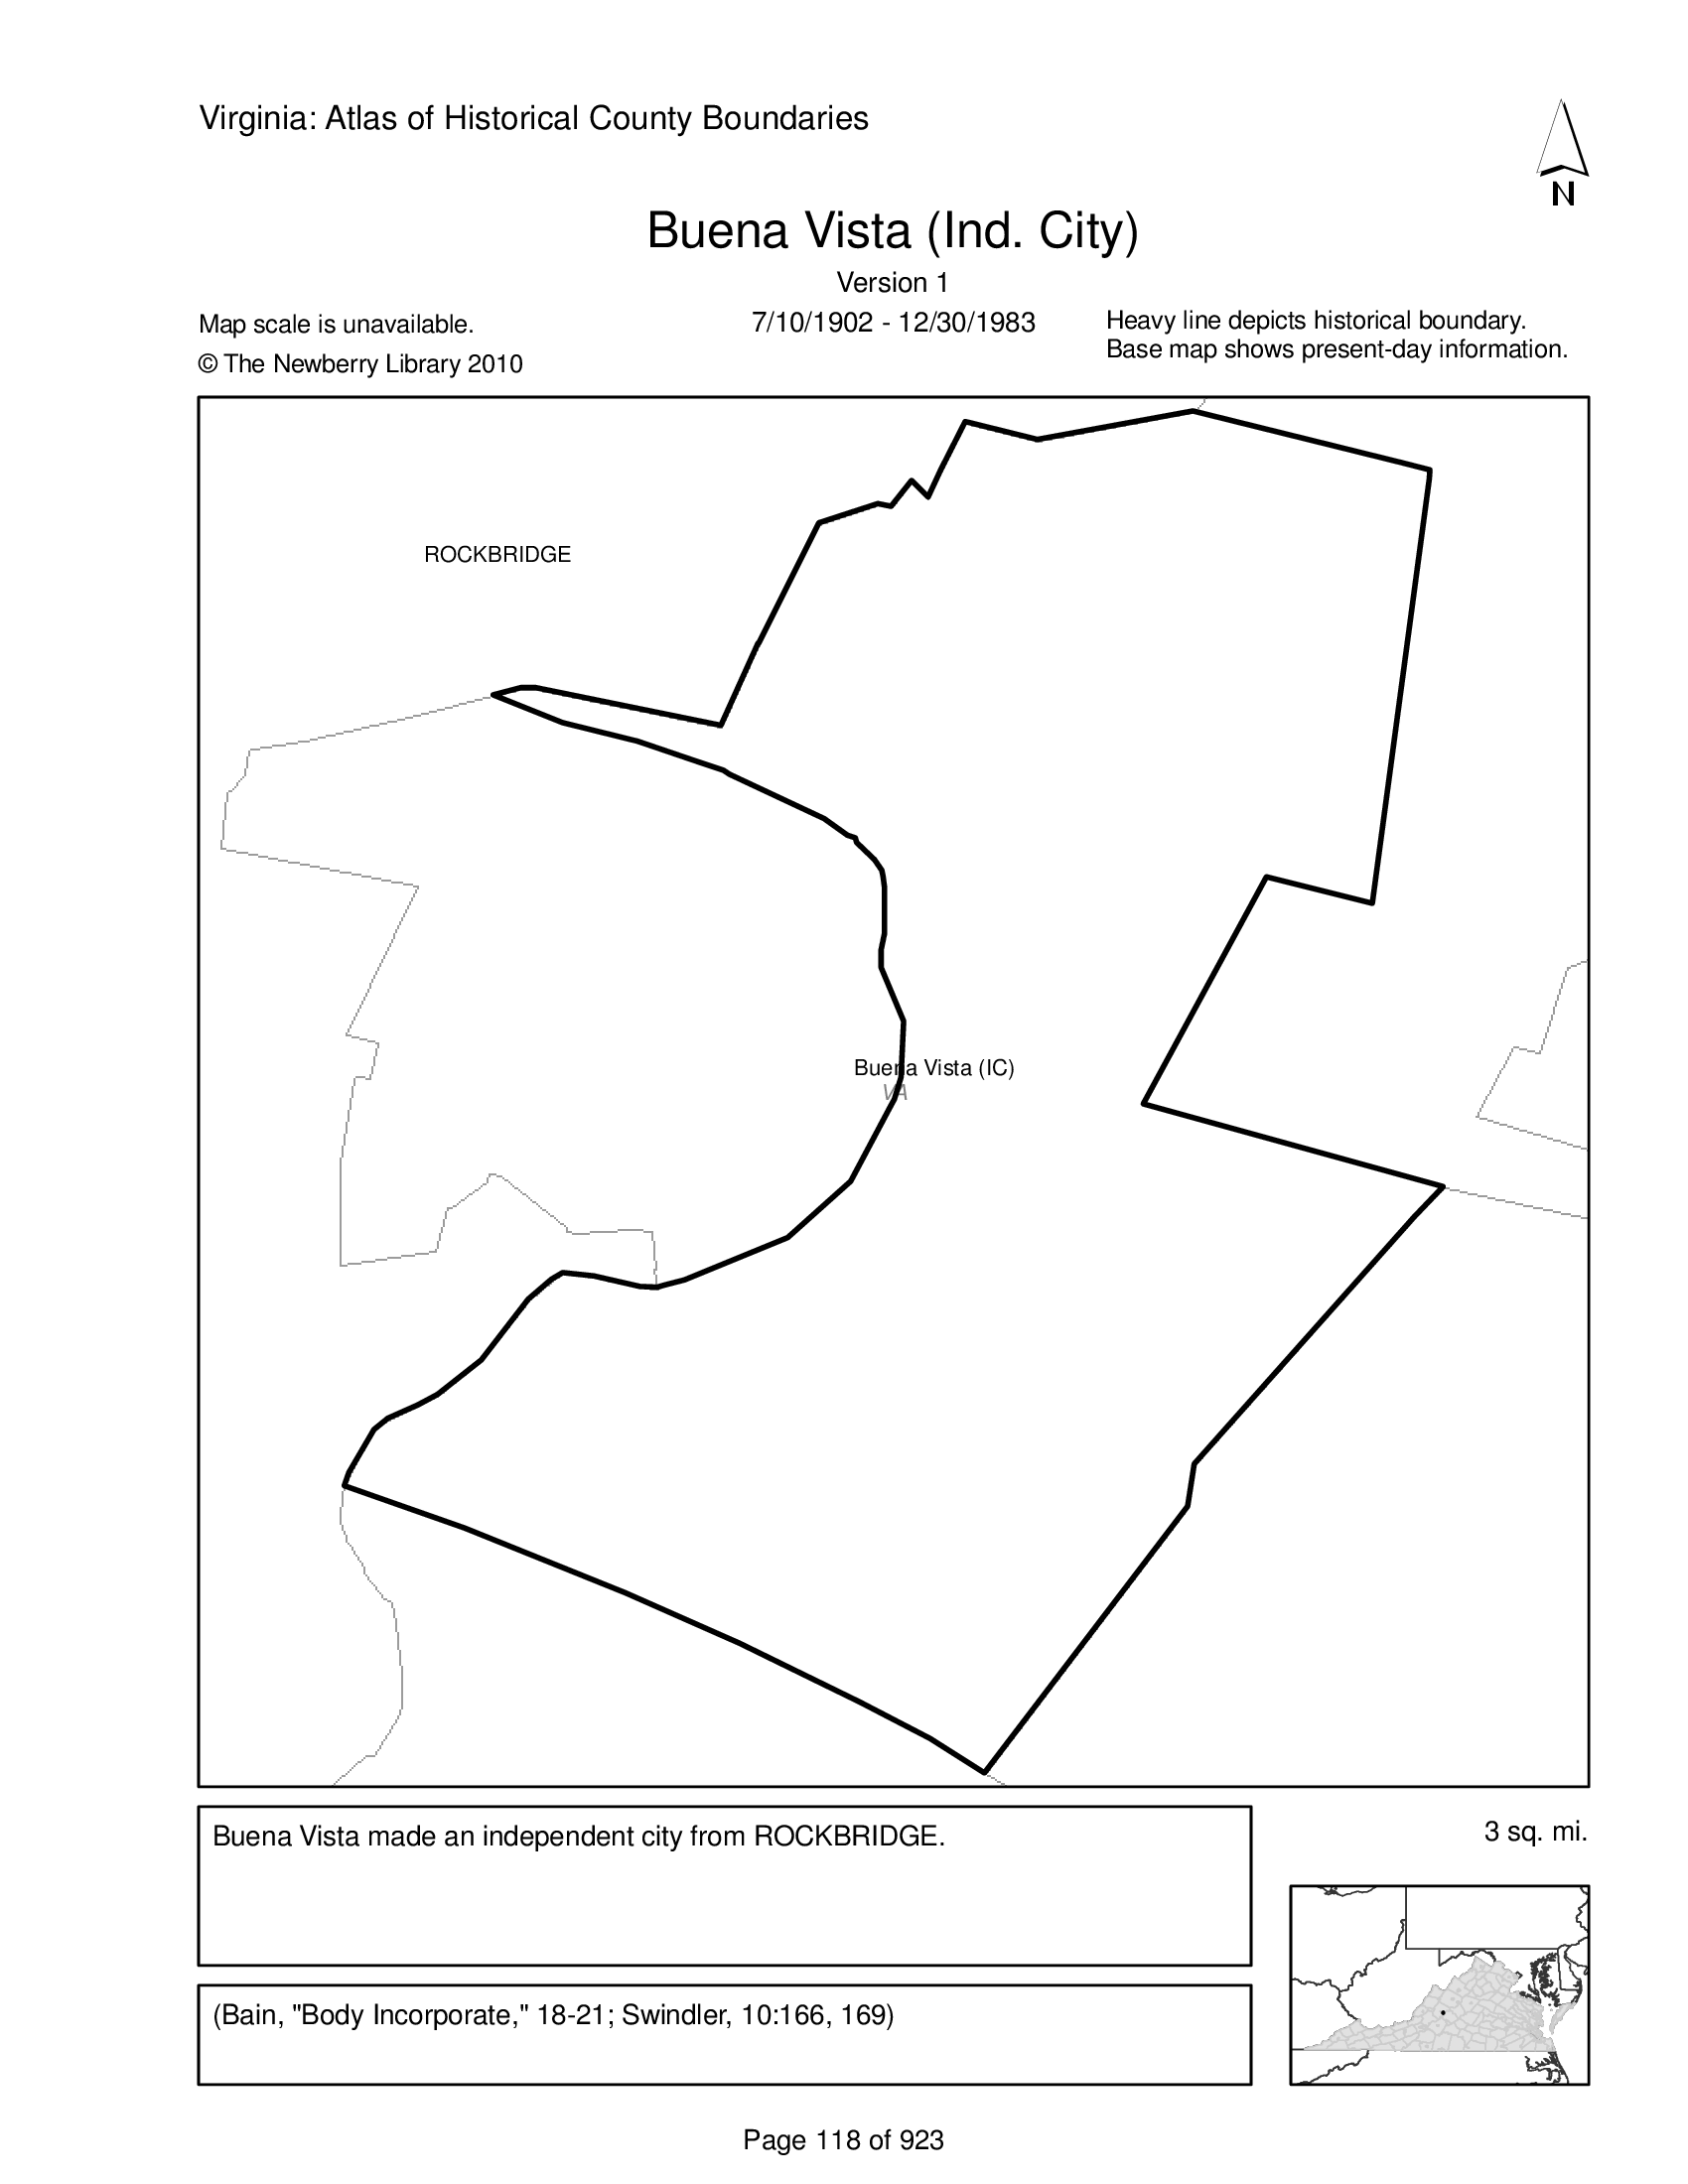 Virginia: Atlas of Historical County Boundaries
N
Buena Vista (Ind. City)
Version 1
7/10/1902 - 12/30/1983
Map scale is unavailable.
© The Newberry Library 2010
Heavy line depicts historical boundary.
Base map shows present-day information.
ROCKBRIDGE
Buena Vista (IC)
VA
Buena Vista made an independent city from ROCKBRIDGE.
3 sq. mi.
(Bain, "Body Incorporate," 18-21; Swindler, 10:166, 169)
Page 118 of 923